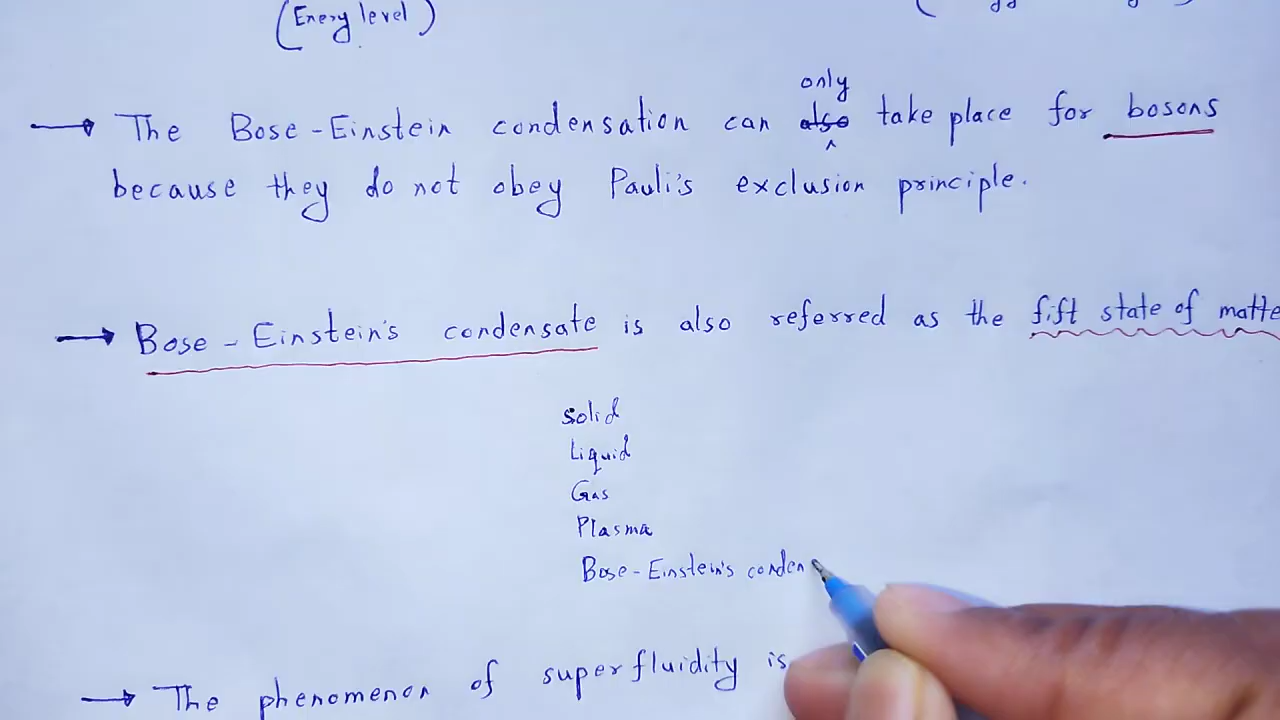 (Enery level)
only
The Bose-Einstein condensation can also take place for bosons
because they do not obey Pauli's exclusion principle.
Bose-Einstein's condensate is also referred as the fift state of matte
Solid
Liquid
Gas
Plasma
Bose-Einstein's conden
The phenomenon of superfluidity is